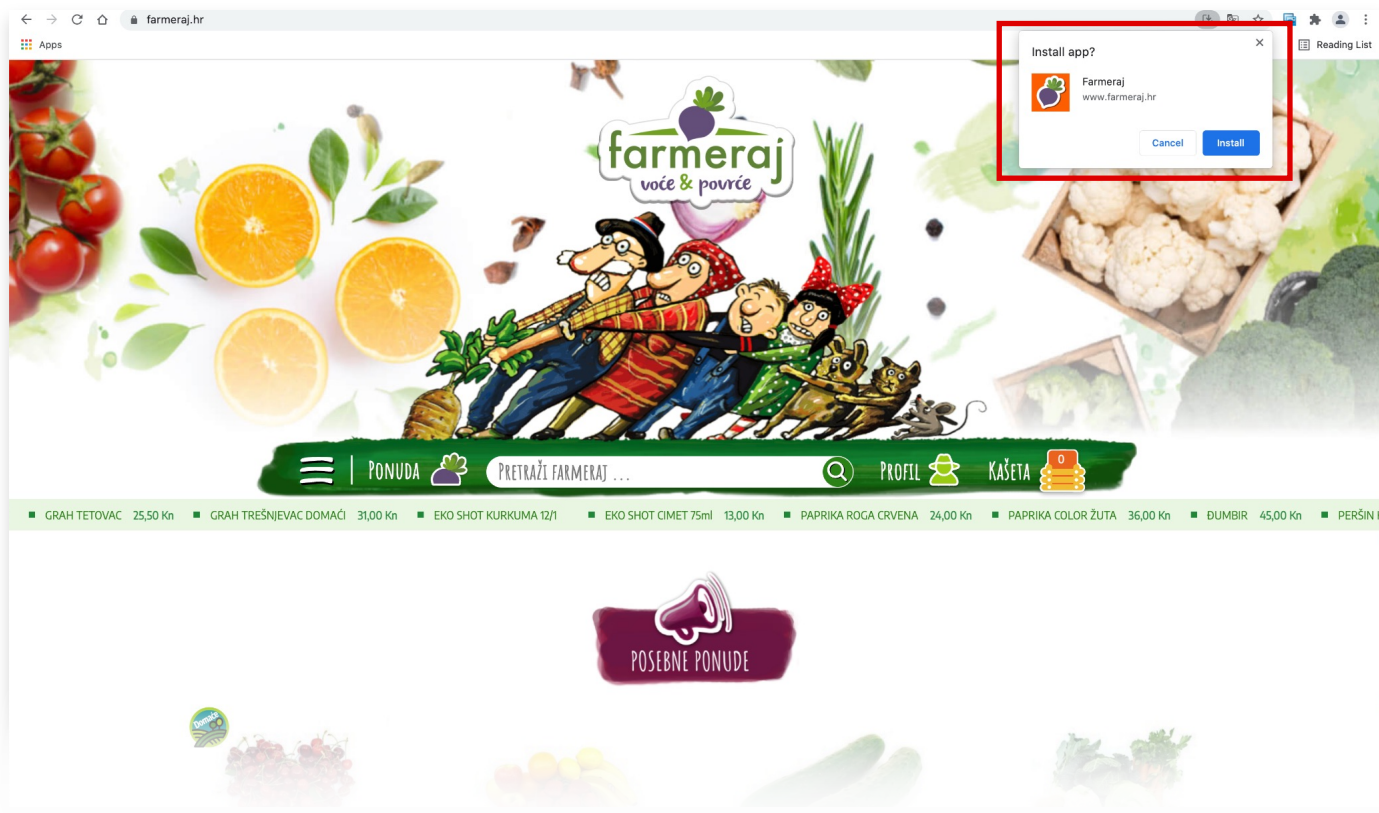 farmeraj.hr
Apps
Reading List
Install app?
Farmeraj
www.farmeraj.hr
Cancel Install
farmeraj
voće & povrće
PONUDA PRETRAŽI FARMERAJ ... PROFIL KAŠETA 0
GRAH TETOVAC 25,50 Kn GRAH TREŠNJEVAC DOMAĆI 31,00 Kn EKO SHOT KURKUMA 12/1 EKO SHOT CIMET 75ml 13,00 Kn PAPRIKA ROGA CRVENA 24,00 Kn PAPRIKA COLOR ŽUTA 36,00 Kn ĐUMBIR 45,00 Kn PERŠIN
POSEBNE PONUDE
Domaće